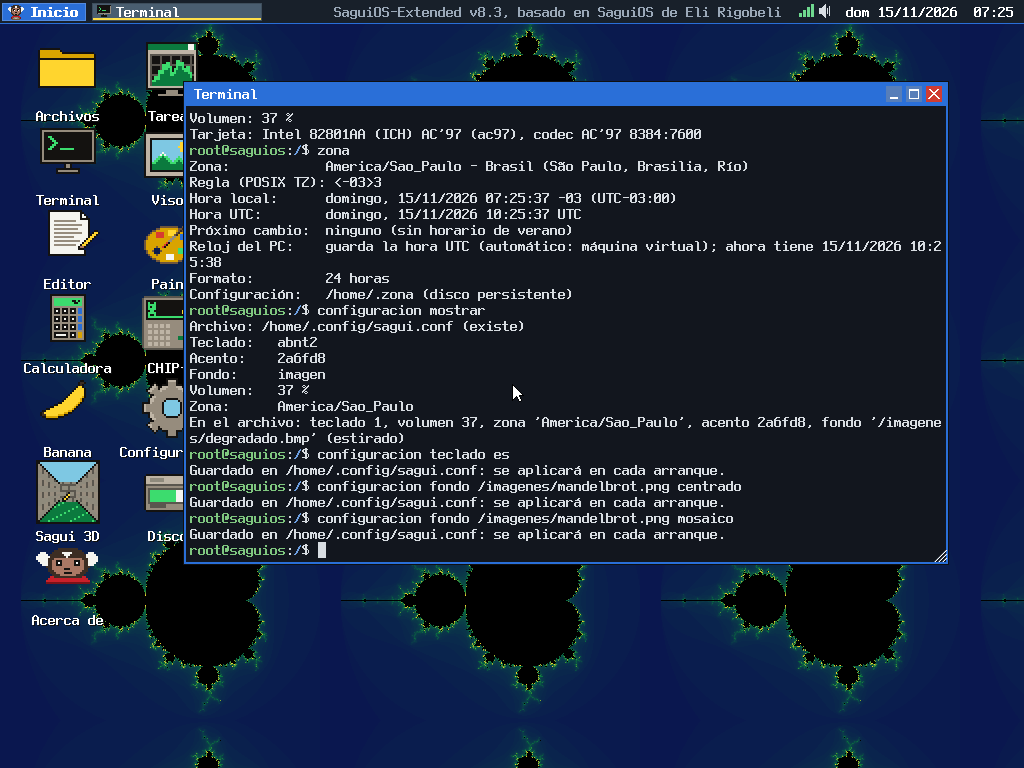 Inicio
Terminal
SaguiOS-Extended v8.3, basado en SaguiOS de Eli Rigobeli
dom 15/11/2026 07:25
Archivos
Terminal
Editor
Calculadora
Banana
Sagui 3D
Acerca de
Tarea
Viso
Pain
CHIP-
Configur
Disco
Terminal
Volumen: 37 %
Tarjeta: Intel 82801AA (ICH) AC'97 (ac97), codec AC'97 8384:7600
root@saguios:/$ zona
Zona:            America/Sao_Paulo - Brasil (São Paulo, Brasilia, Río)
Regla (POSIX TZ): <-03>3
Hora local:      domingo, 15/11/2026 07:25:37 -03 (UTC-03:00)
Hora UTC:        domingo, 15/11/2026 10:25:37 UTC
Próximo cambio:  ninguno (sin horario de verano)
Reloj del PC:    guarda la hora UTC (automático: máquina virtual); ahora tiene 15/11/2026 10:2
5:38
Formato:         24 horas
Configuración:   /home/.zona (disco persistente)
root@saguios:/$ configuracion mostrar
Archivo: /home/.config/sagui.conf (existe)
Teclado:   abnt2
Acento:    2a6fd8
Fondo:     imagen
Volumen:   37 %
Zona:      America/Sao_Paulo
En el archivo: teclado 1, volumen 37, zona 'America/Sao_Paulo', acento 2a6fd8, fondo '/imagene
s/degradado.bmp' (estirado)
root@saguios:/$ configuracion teclado es
Guardado en /home/.config/sagui.conf: se aplicará en cada arranque.
root@saguios:/$ configuracion fondo /imagenes/mandelbrot.png centrado
Guardado en /home/.config/sagui.conf: se aplicará en cada arranque.
root@saguios:/$ configuracion fondo /imagenes/mandelbrot.png mosaico
Guardado en /home/.config/sagui.conf: se aplicará en cada arranque.
root@saguios:/$